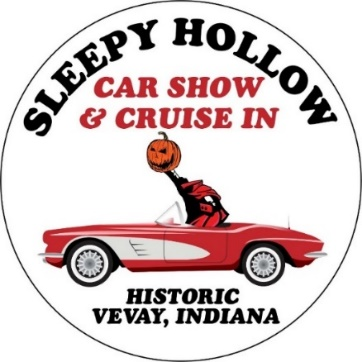 SLEEPY HOLLOW
CAR SHOW
& CRUISE IN
HISTORIC
VEVAY, INDIANA